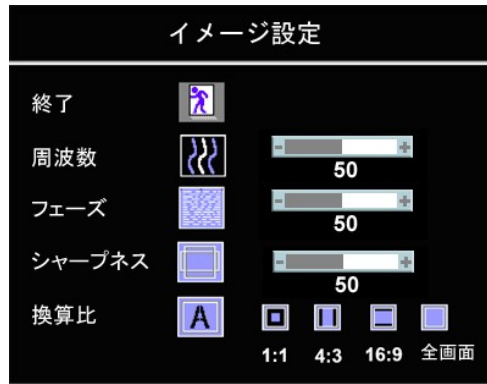 イメージ設定
終了
周波数
- +
50
フェーズ
- +
50
シャープネス
- +
50
換算比 A
1:1 4:3 16:9 全画面